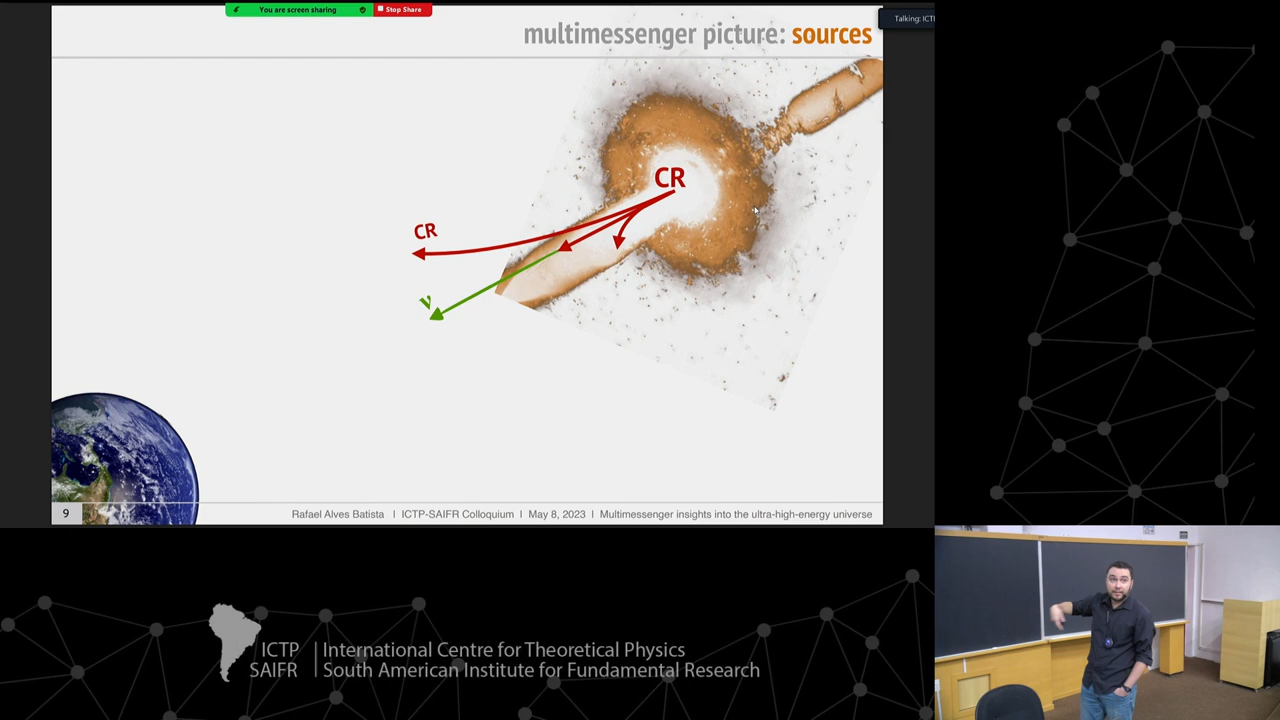 You are screen sharing
Stop Share
Talking: ICTI
multimessenger picture: sources
CR
CR
ν
9
Rafael Alves Batista | ICTP-SAIFR Colloquium | May 8, 2023 | Multimessenger insights into the ultra-high-energy universe
ICTP
SAIFR
International Centre for Theoretical Physics
South American Institute for Fundamental Research